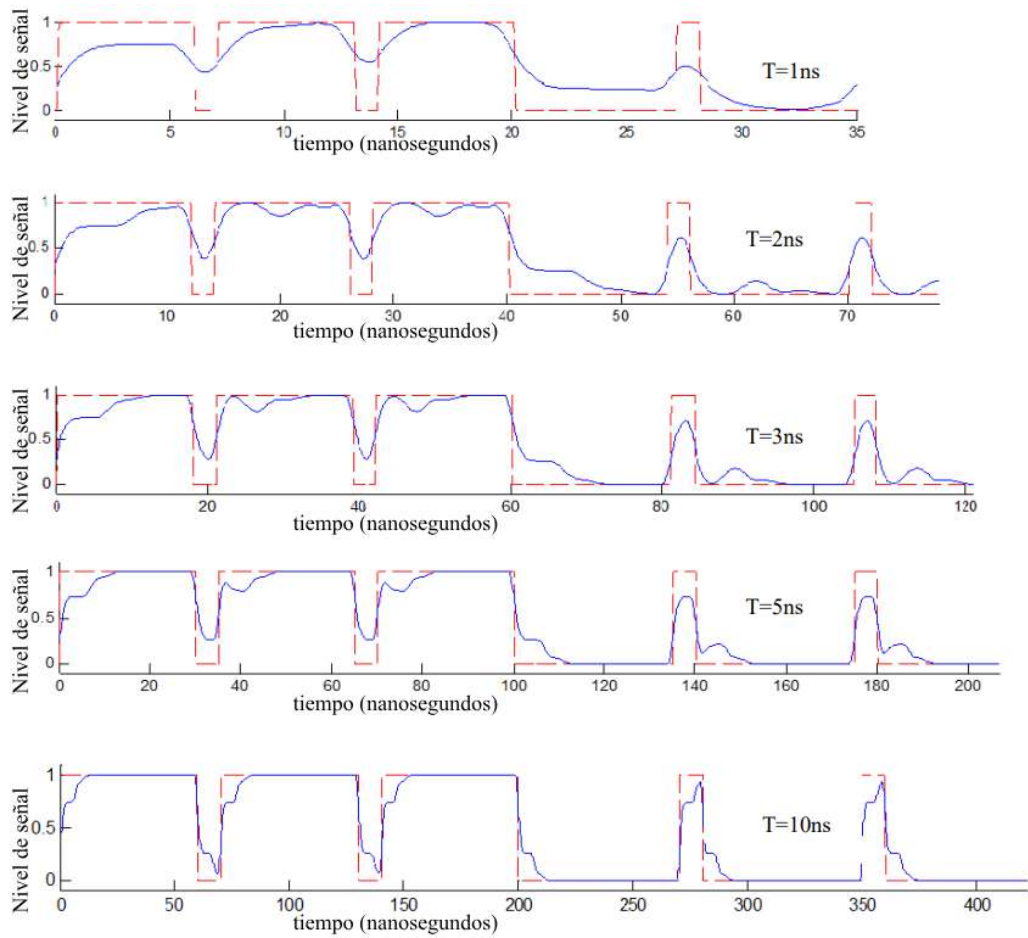 Nivel de señal
1
0.5
0
T=1ns
0 5 10 15 20 25 30 35
tiempo (nanosegundos)
Nivel de señal
1
0.5
0
T=2ns
0 10 20 30 40 50 60 70
tiempo (nanosegundos)
Nivel de señal
1
0.5
0
T=3ns
0 20 40 60 80 100 120
tiempo (nanosegundos)
Nivel de señal
1
0.5
0
T=5ns
0 20 40 60 80 100 120 140 160 180 200
tiempo (nanosegundos)
Nivel de señal
1
0.5
0
T=10ns
0 50 100 150 200 250 300 350 400
tiempo (nanosegundos)